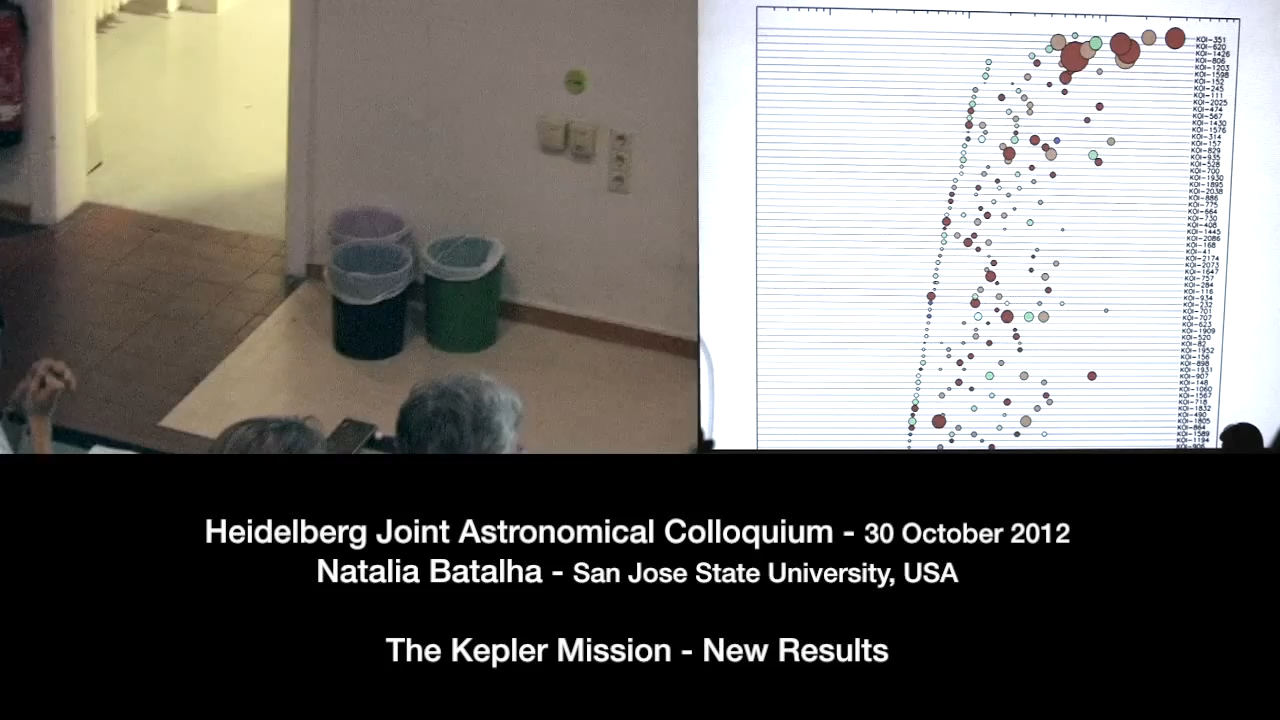 KOI-351
KOI-620
KOI-1426
KOI-806
KOI-1203
KOI-1598
KOI-152
KOI-245
KOI-111
KOI-2025
KOI-474
KOI-567
KOI-1430
KOI-1576
KOI-314
KOI-157
KOI-829
KOI-935
KOI-528
KOI-700
KOI-1930
KOI-1895
KOI-2038
KOI-886
KOI-775
KOI-664
KOI-730
KOI-408
KOI-1445
KOI-2086
KOI-168
KOI-41
KOI-2174
KOI-2073
KOI-1647
KOI-757
KOI-284
KOI-116
KOI-934
KOI-232
KOI-701
KOI-707
KOI-623
KOI-1909
KOI-520
KOI-82
KOI-1952
KOI-156
KOI-898
KOI-1931
KOI-907
KOI-148
KOI-1060
KOI-1567
KOI-718
KOI-1832
KOI-490
KOI-1805
KOI-864
KOI-1589
KOI-1194
Heidelberg Joint Astronomical Colloquium - 30 October 2012
Natalia Batalha - San Jose State University, USA
The Kepler Mission - New Results